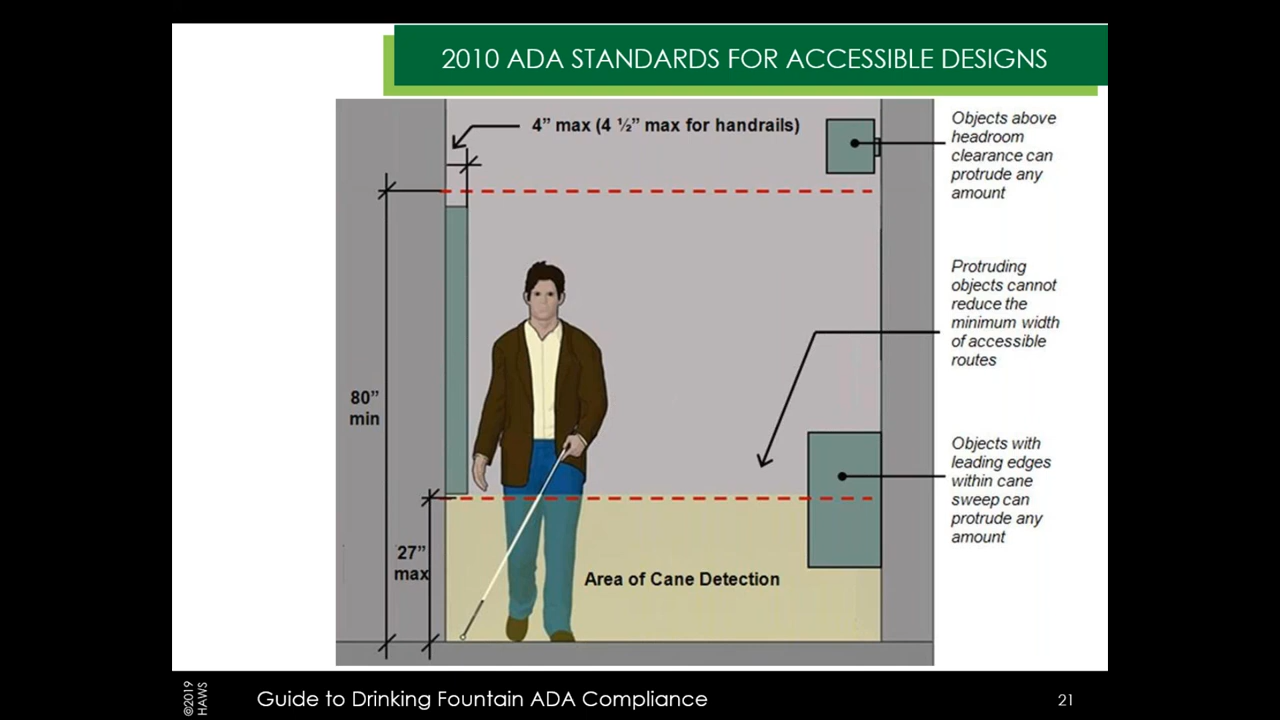 2010 ADA STANDARDS FOR ACCESSIBLE DESIGNS
4” max (4 ½” max for handrails)
Objects above
headroom
clearance can
protrude any
amount
Protruding
objects cannot
reduce the
minimum width
of accessible
routes
80”
min
Objects with
leading edges
within cane
sweep can
protrude any
amount
27”
max
Area of Cane Detection
©2019
HAWS
Guide to Drinking Fountain ADA Compliance
21